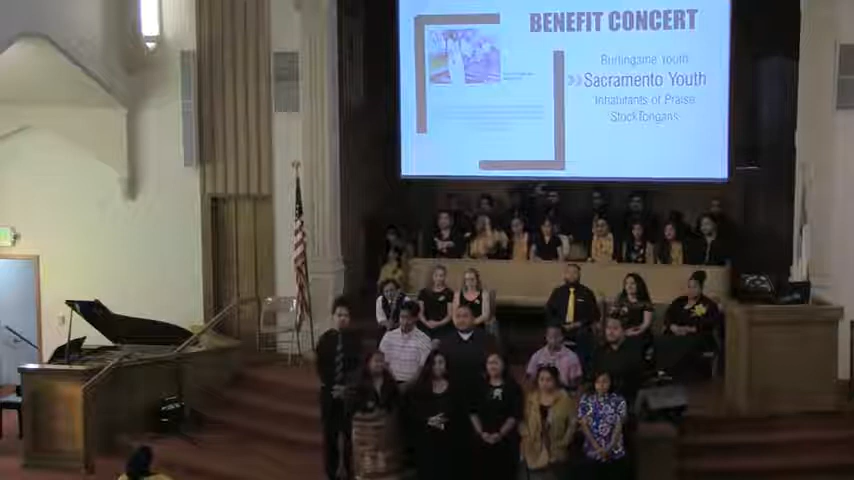 BENEFIT CONCERT
Burlingame Youth
Sacramento Youth
Inhabitants of Praise
StockTongans